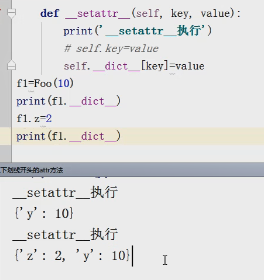 def __setattr__(self, key, value):
print('__setattr__执行')
# self.key=value
self.__dict__[key]=value
f1=Foo(10)
print(f1.__dict__)
f1.z=2
print(f1.__dict__)
下划线开头的attr方法
__setattr__执行
{'y': 10}
__setattr__执行
{'z': 2, 'y': 10}